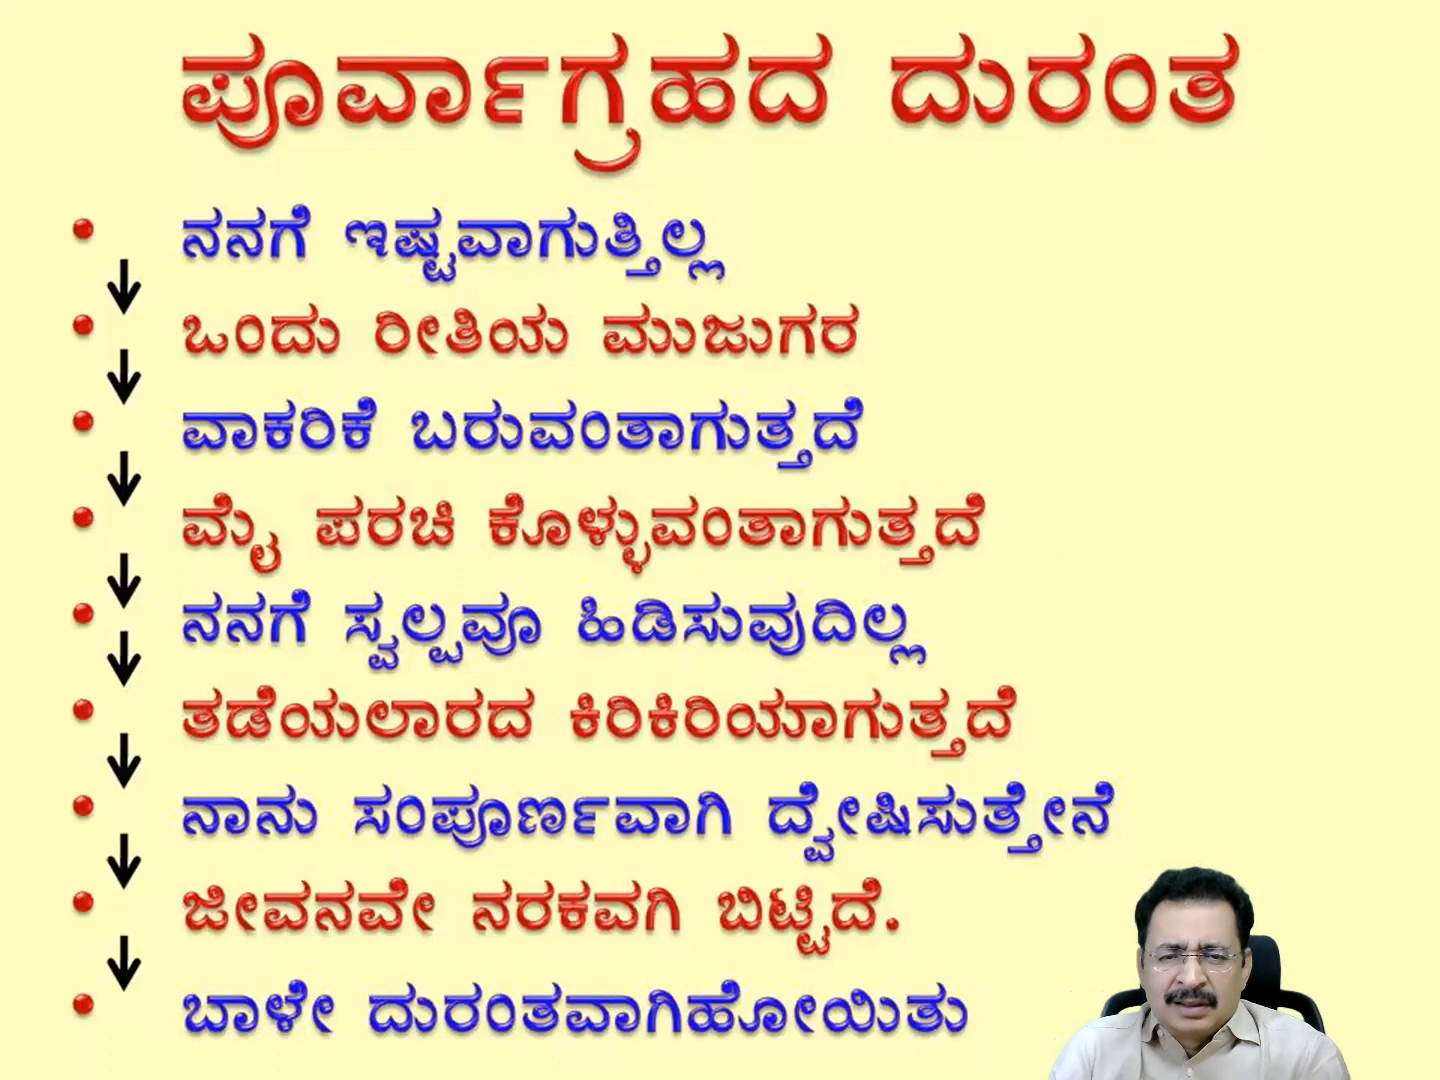 ಪೂರ್ವಾಗ್ರಹದ ದುರಂತ
• ನನಗೆ ಇಷ್ಟವಾಗುತ್ತಿಲ್ಲ
• ಒಂದು ರೀತಿಯ ಮುಜುಗರ
• ವಾಕರಿಕೆ ಬರುವಂತಾಗುತ್ತದೆ
• ಮೈ ಪರಚಿ ಕೊಳ್ಳುವಂತಾಗುತ್ತದೆ
• ನನಗೆ ಸ್ವಲ್ಪವೂ ಹಿಡಿಸುವುದಿಲ್ಲ
• ತಡೆಯಲಾರದ ಕಿರಿಕಿರಿಯಾಗುತ್ತದೆ
• ನಾನು ಸಂಪೂರ್ಣವಾಗಿ ದ್ವೇಷಿಸುತ್ತೇನೆ
• ಜೀವನವೇ ನರಕವಗಿ ಬಿಟ್ಟಿದೆ.
• ಬಾಳೇ ದುರಂತವಾಗಿಹೋಯಿತು